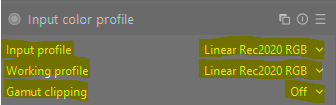 Input color profile
Input profile Linear Rec2020 RGB
Working profile Linear Rec2020 RGB
Gamut clipping Off